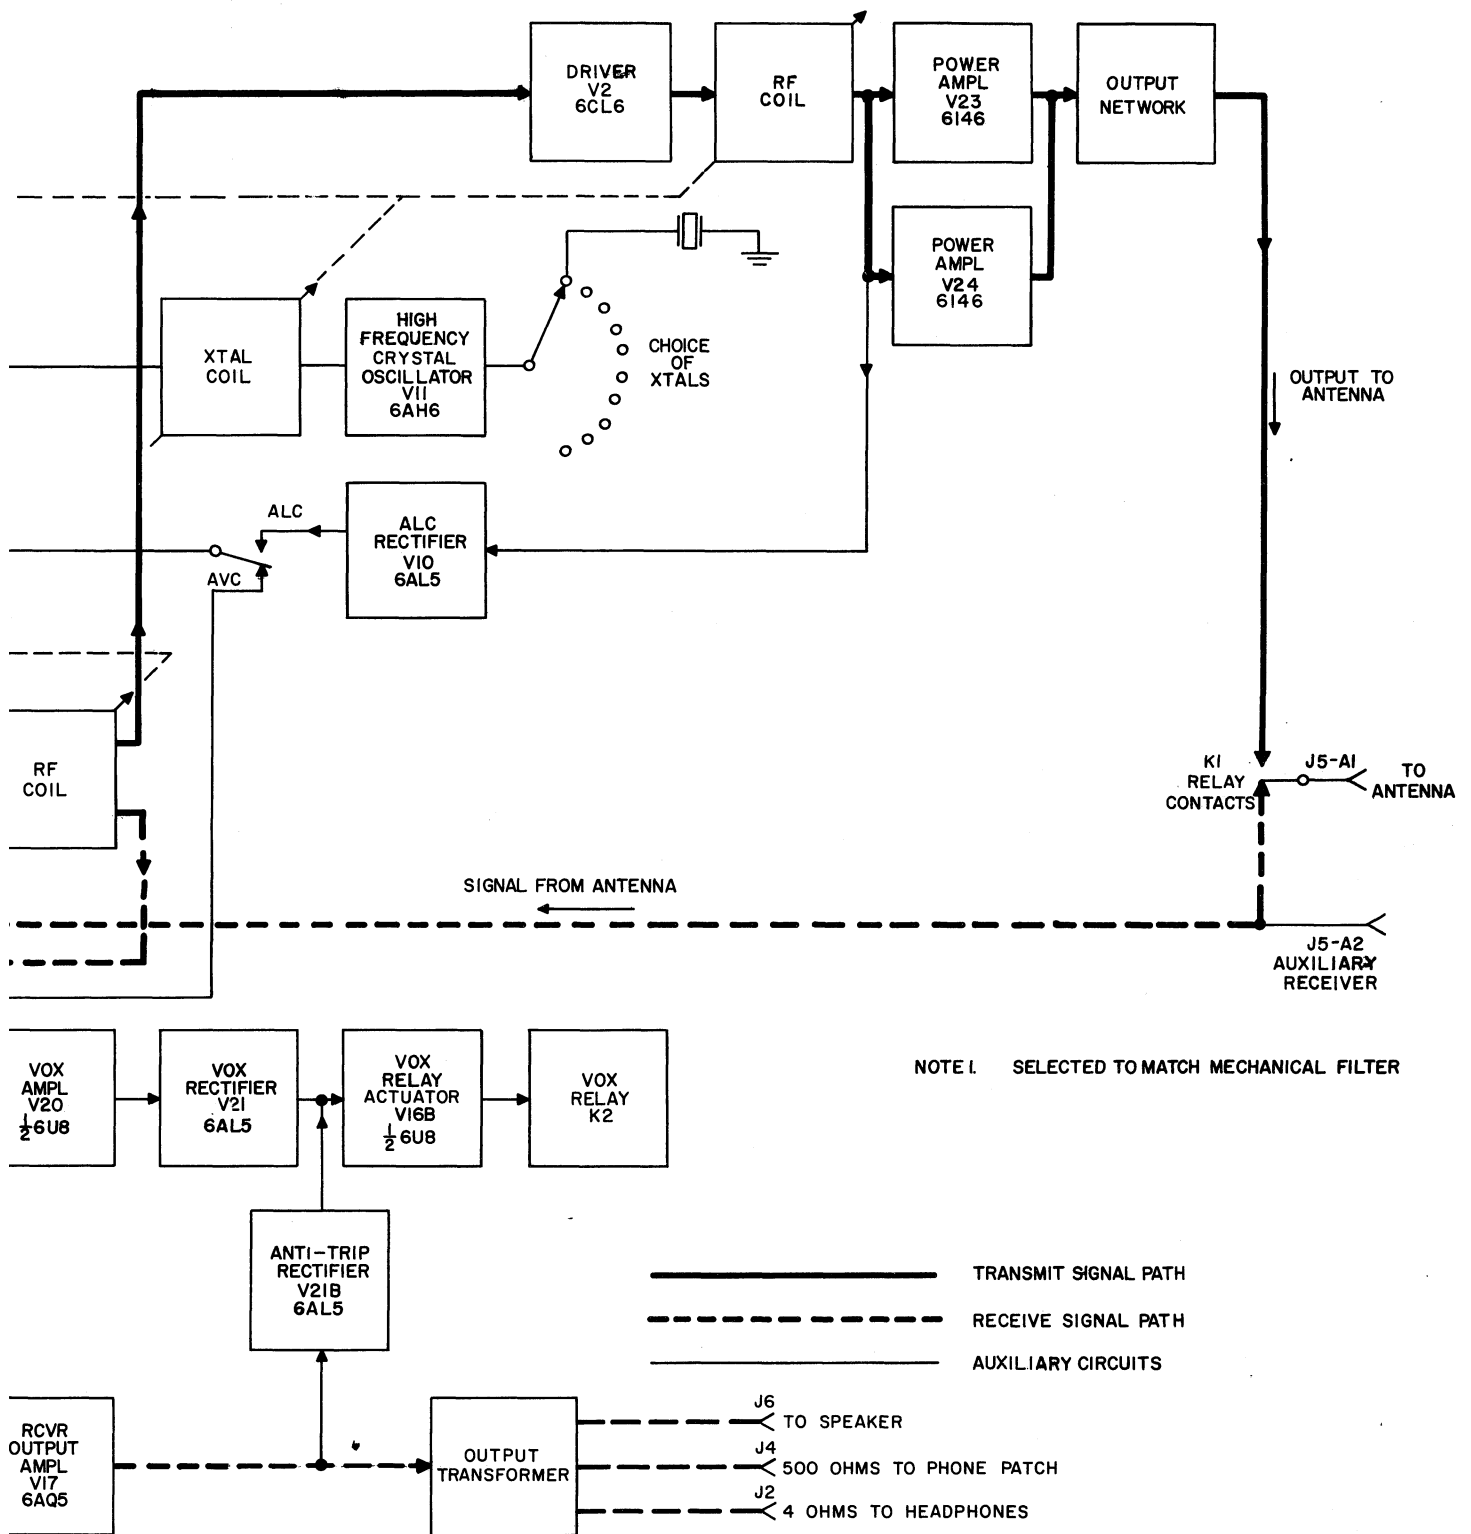 DRIVER
V2
6CL6
RF
COIL
POWER
AMPL
V23
6146
OUTPUT
NETWORK
POWER
AMPL
V24
6146
XTAL
COIL
HIGH
FREQUENCY
CRYSTAL
OSCILLATOR
V11
6AH6
CHOICE
OF
XTALS
OUTPUT TO
ANTENNA
ALC
AVC
ALC
RECTIFIER
V10
6AL5
RF
COIL
K1
RELAY
CONTACTS
J5-A1
TO
ANTENNA
SIGNAL FROM ANTENNA
J5-A2
AUXILIARY
RECEIVER
VOX
AMPL
V20
1/2 6U8
VOX
RECTIFIER
V21
6AL5
VOX
RELAY
ACTUATOR
V16B
1/2 6U8
VOX
RELAY
K2
NOTE 1. SELECTED TO MATCH MECHANICAL FILTER
ANTI-TRIP
RECTIFIER
V21B
6AL5
TRANSMIT SIGNAL PATH
RECEIVE SIGNAL PATH
AUXILIARY CIRCUITS
RCVR
OUTPUT
AMPL
V17
6AQ5
OUTPUT
TRANSFORMER
J6
TO SPEAKER
J4
500 OHMS TO PHONE PATCH
J2
4 OHMS TO HEADPHONES